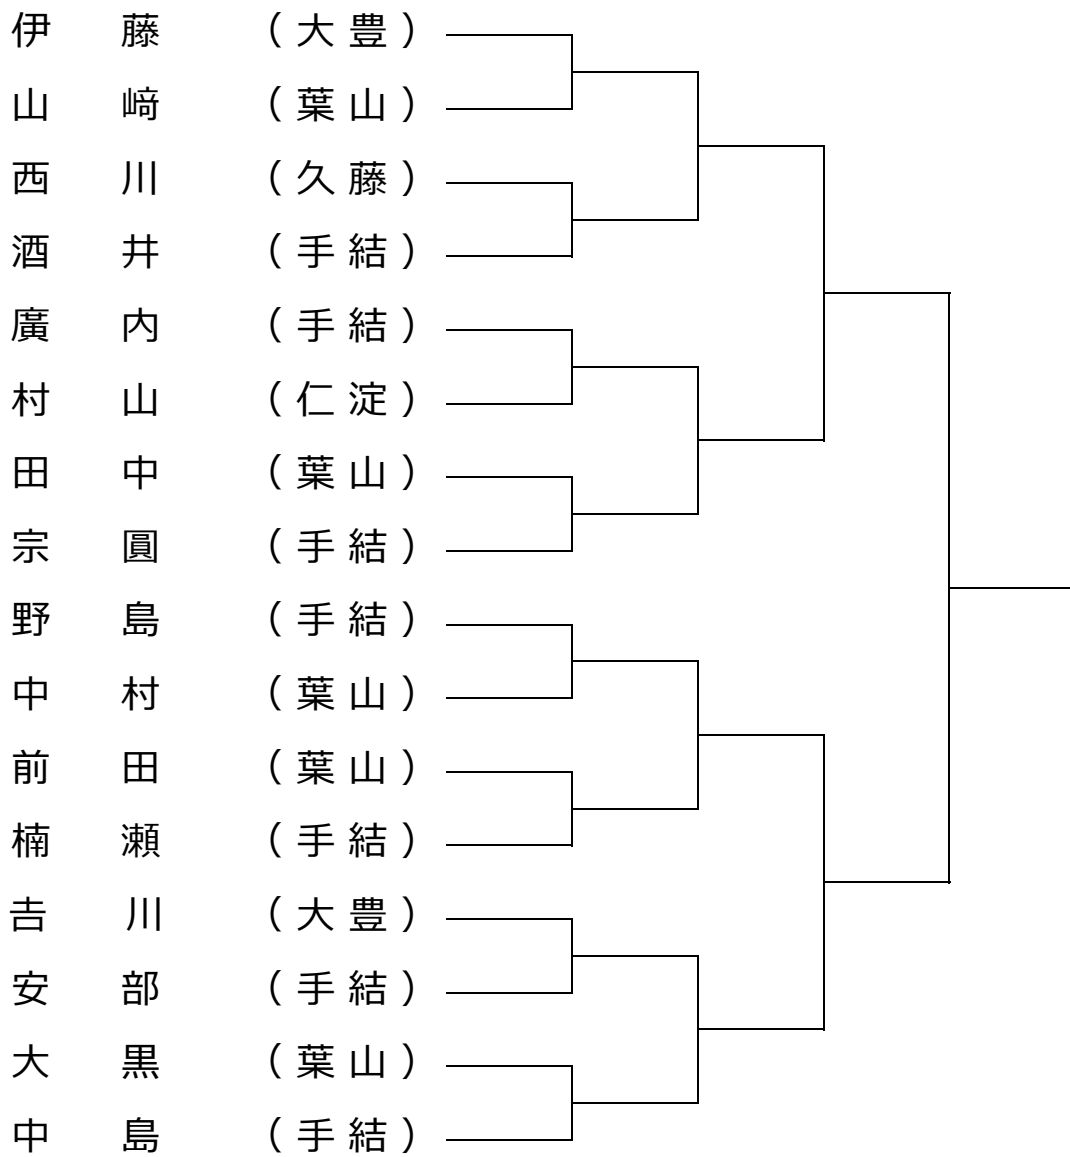 伊　藤　（大豊）
山　﨑　（葉山）
西　川　（久藤）
酒　井　（手結）
廣　内　（手結）
村　山　（仁淀）
田　中　（葉山）
宗　圓　（手結）
野　島　（手結）
中　村　（葉山）
前　田　（葉山）
楠　瀬　（手結）
𠮷　川　（大豊）
安　部　（手結）
大　黒　（葉山）
中　島　（手結）